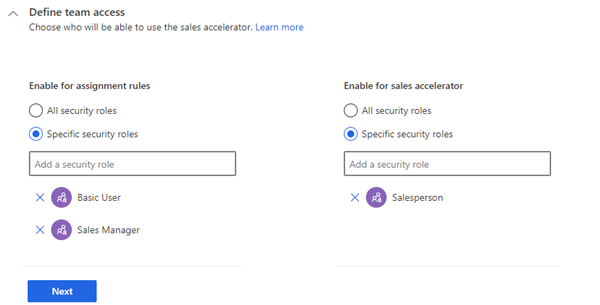 Define team access
Choose who will be able to use the sales accelerator. Learn more
Enable for assignment rules
All security roles
Specific security roles
Add a security role
Basic User
Sales Manager
Enable for sales accelerator
All security roles
Specific security roles
Add a security role
Salesperson
Next